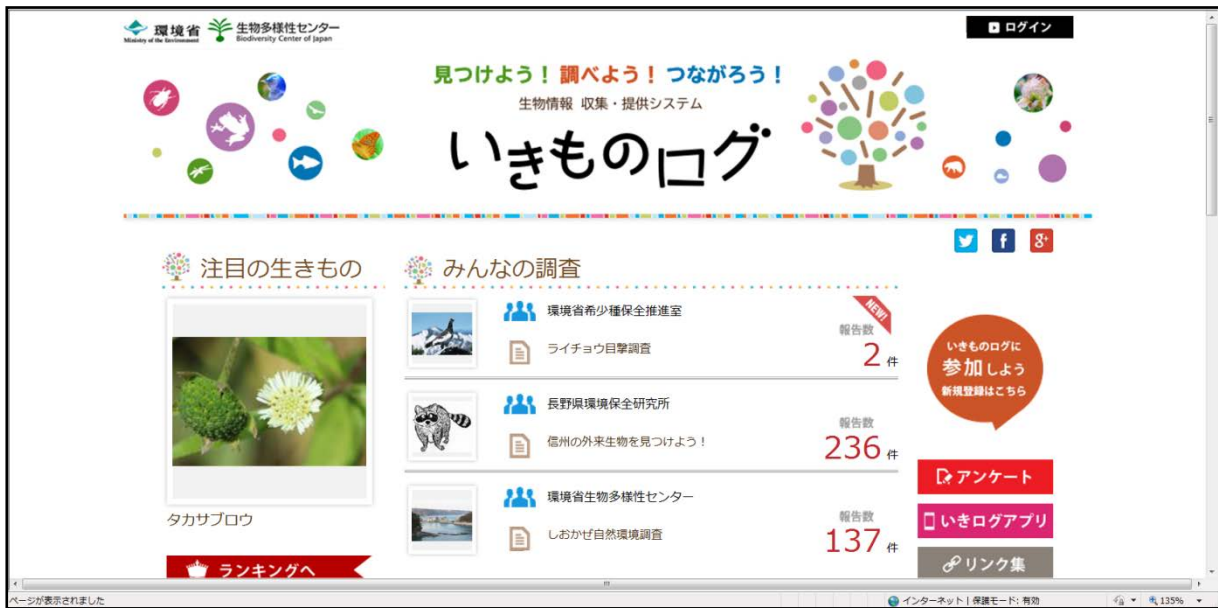 環境省
Ministry of the Environment
生物多様性センター
Biodiversity Center of Japan
ログイン
見つけよう！調べよう！つながろう！
生物情報 収集・提供システム
いきものログ
注目の生きもの
みんなの調査
タカサブロウ
ランキングへ
環境省希少種保全推進室
ライチョウ目撃調査
NEW!
報告数
2 件
長野県環境保全研究所
信州の外来生物を見つけよう！
報告数
236 件
環境省生物多様性センター
しおかぜ自然環境調査
報告数
137 件
f
8+
いきものログに
参加しよう
新規登録はこちら
アンケート
いきログアプリ
リンク集
ページが表示されました
インターネット | 保護モード: 有効
135%